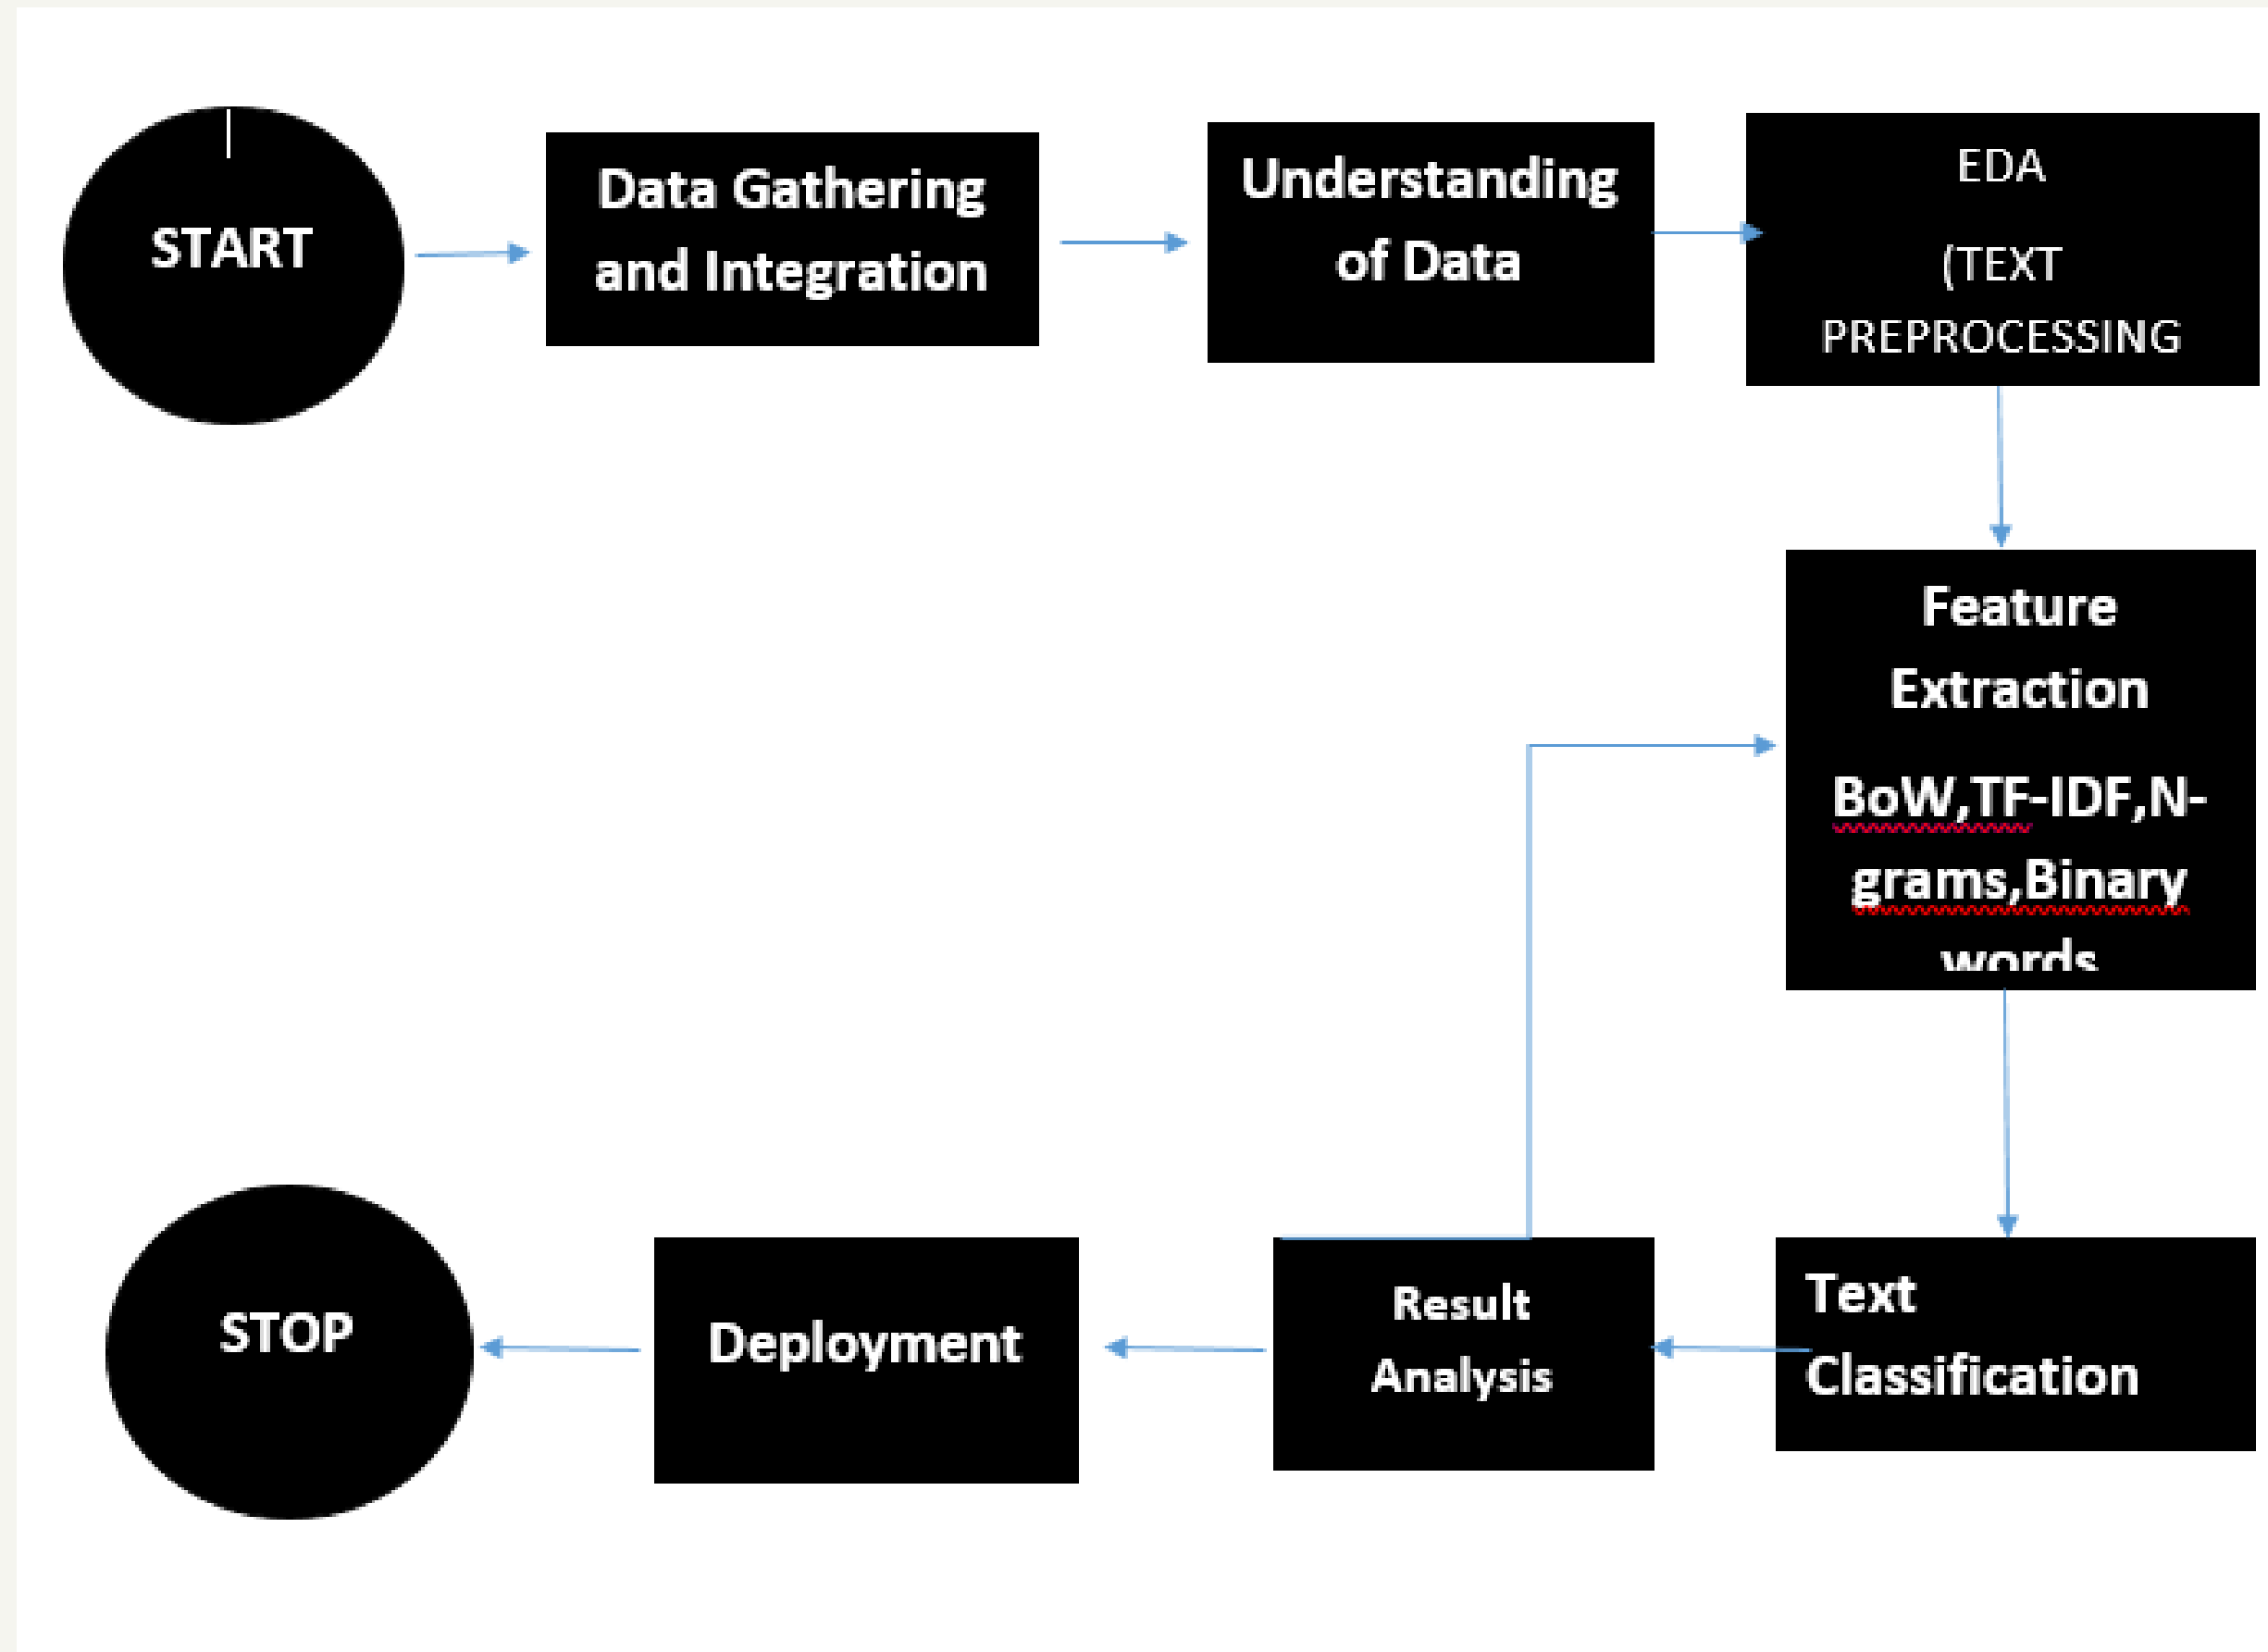 START
Data Gathering
and Integration
Understanding
of Data
EDA
(TEXT
PREPROCESSING
Feature
Extraction
BoW,TF-IDF,N-
grams,Binary
words
Text
Classification
Result
Analysis
Deployment
STOP